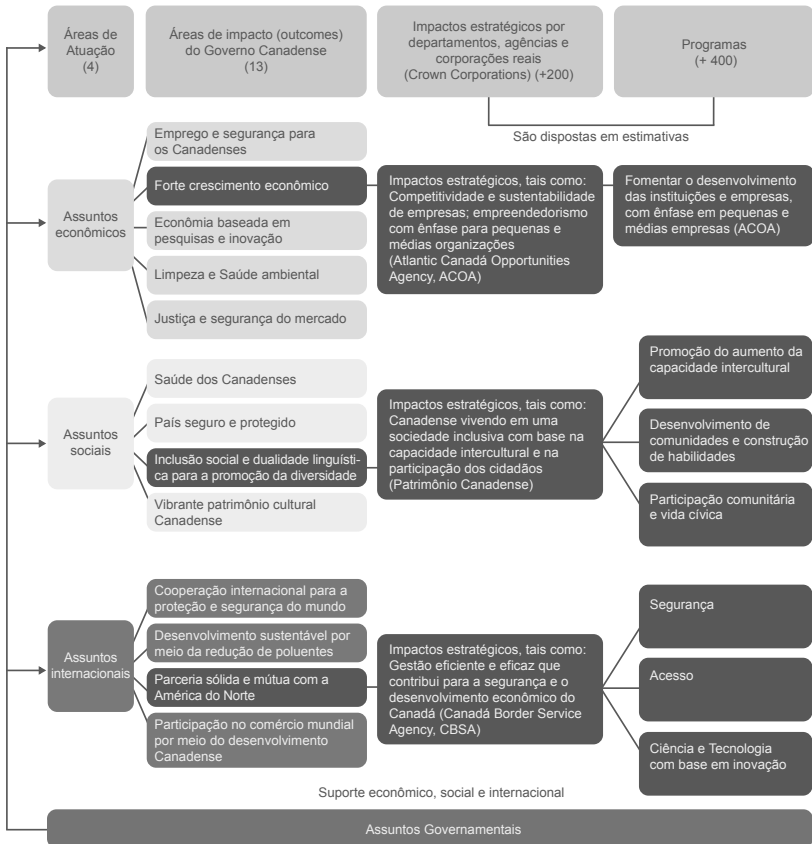 Áreas de
Atuação
(4)
Áreas de impacto (outcomes)
do Governo Canadense
(13)
Impactos estratégicos por
departamentos, agências e
corporações reais
(Crown Corporations) (+200)
Programas
(+ 400)
São dispostas em estimativas
Assuntos
econômicos
Emprego e segurança para
os Canadenses
Forte crescimento econômico
Econômia baseada em
pesquisas e inovação
Limpeza e Saúde ambiental
Justiça e segurança do mercado
Impactos estratégicos, tais como:
Competitividade e sustentabilidade
de empresas; empreendedorismo
com ênfase para pequenas e
médias organizações
(Atlantic Canadá Opportunities
Agency, ACOA)
Fomentar o desenvolvimento
das instituições e empresas,
com ênfase em pequenas e
médias empresas (ACOA)
Assuntos
sociais
Saúde dos Canadenses
País seguro e protegido
Inclusão social e dualidade linguísti-
ca para a promoção da diversidade
Vibrante patrimônio cultural
Canadense
Impactos estratégicos, tais como:
Canadense vivendo em uma
sociedade inclusiva com base na
capacidade intercultural e na
participação dos cidadãos
(Patrimônio Canadense)
Promoção do aumento da
capacidade intercultural
Desenvolvimento de
comunidades e construção
de habilidades
Participação comunitária
e vida cívica
Assuntos
internacionais
Cooperação internacional para a
proteção e segurança do mundo
Desenvolvimento sustentável por
meio da redução de poluentes
Parceria sólida e mútua com a
América do Norte
Participação no comércio mundial
por meio do desenvolvimento
Canadense
Impactos estratégicos, tais como:
Gestão eficiente e eficaz que
contribui para a segurança e o
desenvolvimento econômico do
Canadá (Canadá Border Service
Agency, CBSA)
Segurança
Acesso
Ciência e Tecnologia
com base em inovação
Suporte econômico, social e internacional
Assuntos Governamentais